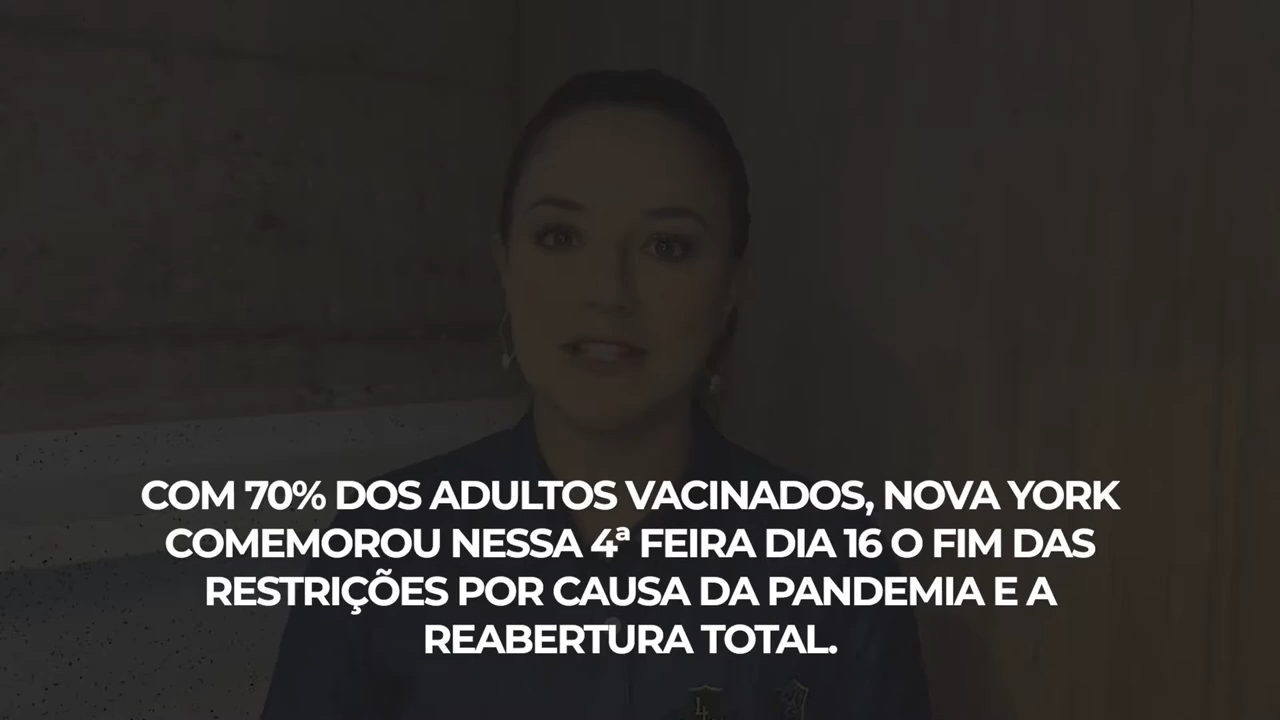 COM 70% DOS ADULTOS VACINADOS, NOVA YORK
COMEMOROU NESSA 4ª FEIRA DIA 16 O FIM DAS
RESTRIÇÕES POR CAUSA DA PANDEMIA E A
REABERTURA TOTAL.